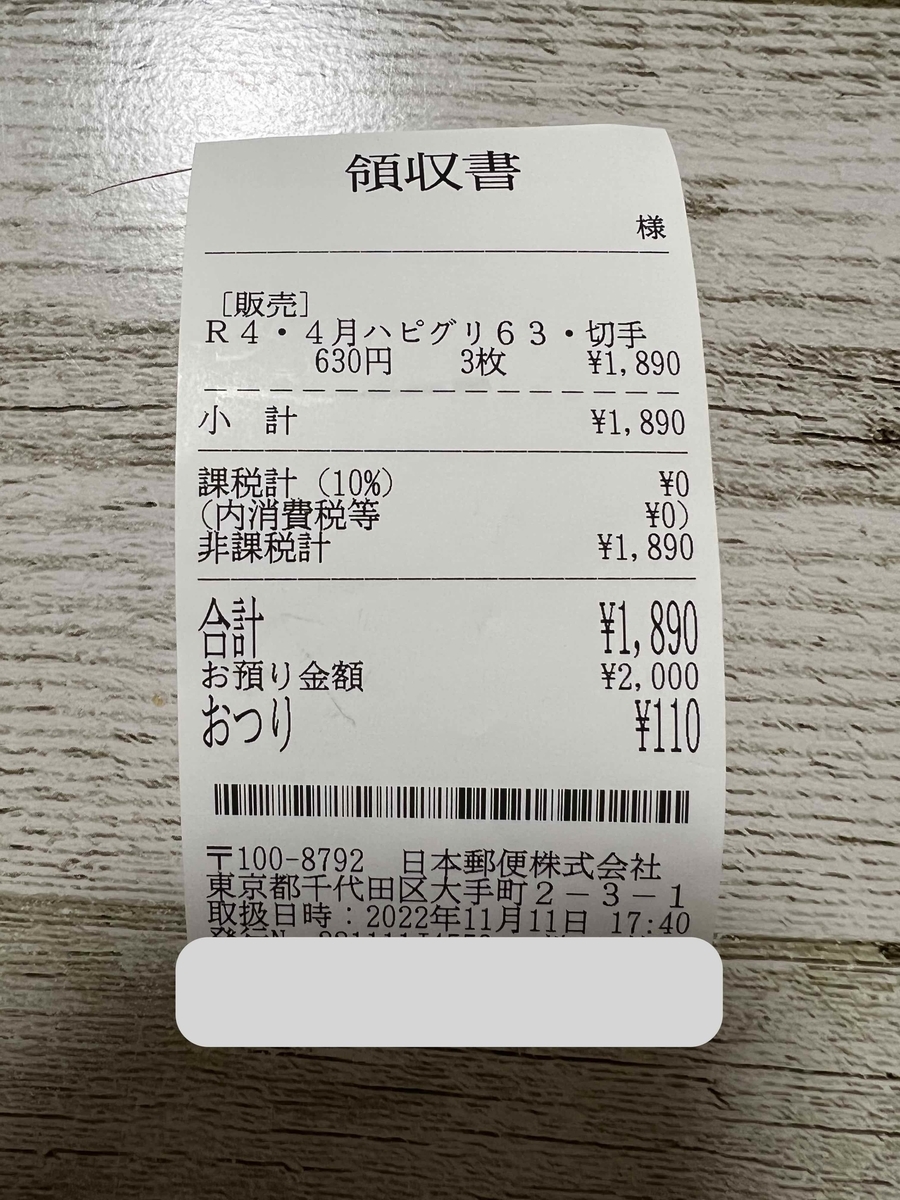 領収書
様
[販売]
R4・4月ハピグリ63・切手
630円 3枚 ¥1,890
小 計 ¥1,890
課税計(10%) ¥0
(内消費税等 ¥0)
非課税計 ¥1,890
合計 ¥1,890
お預り金額 ¥2,000
おつり ¥110
〒100-8792 日本郵便株式会社
東京都千代田区大手町2-3-1
取扱日時:2022年11月11日 17:40